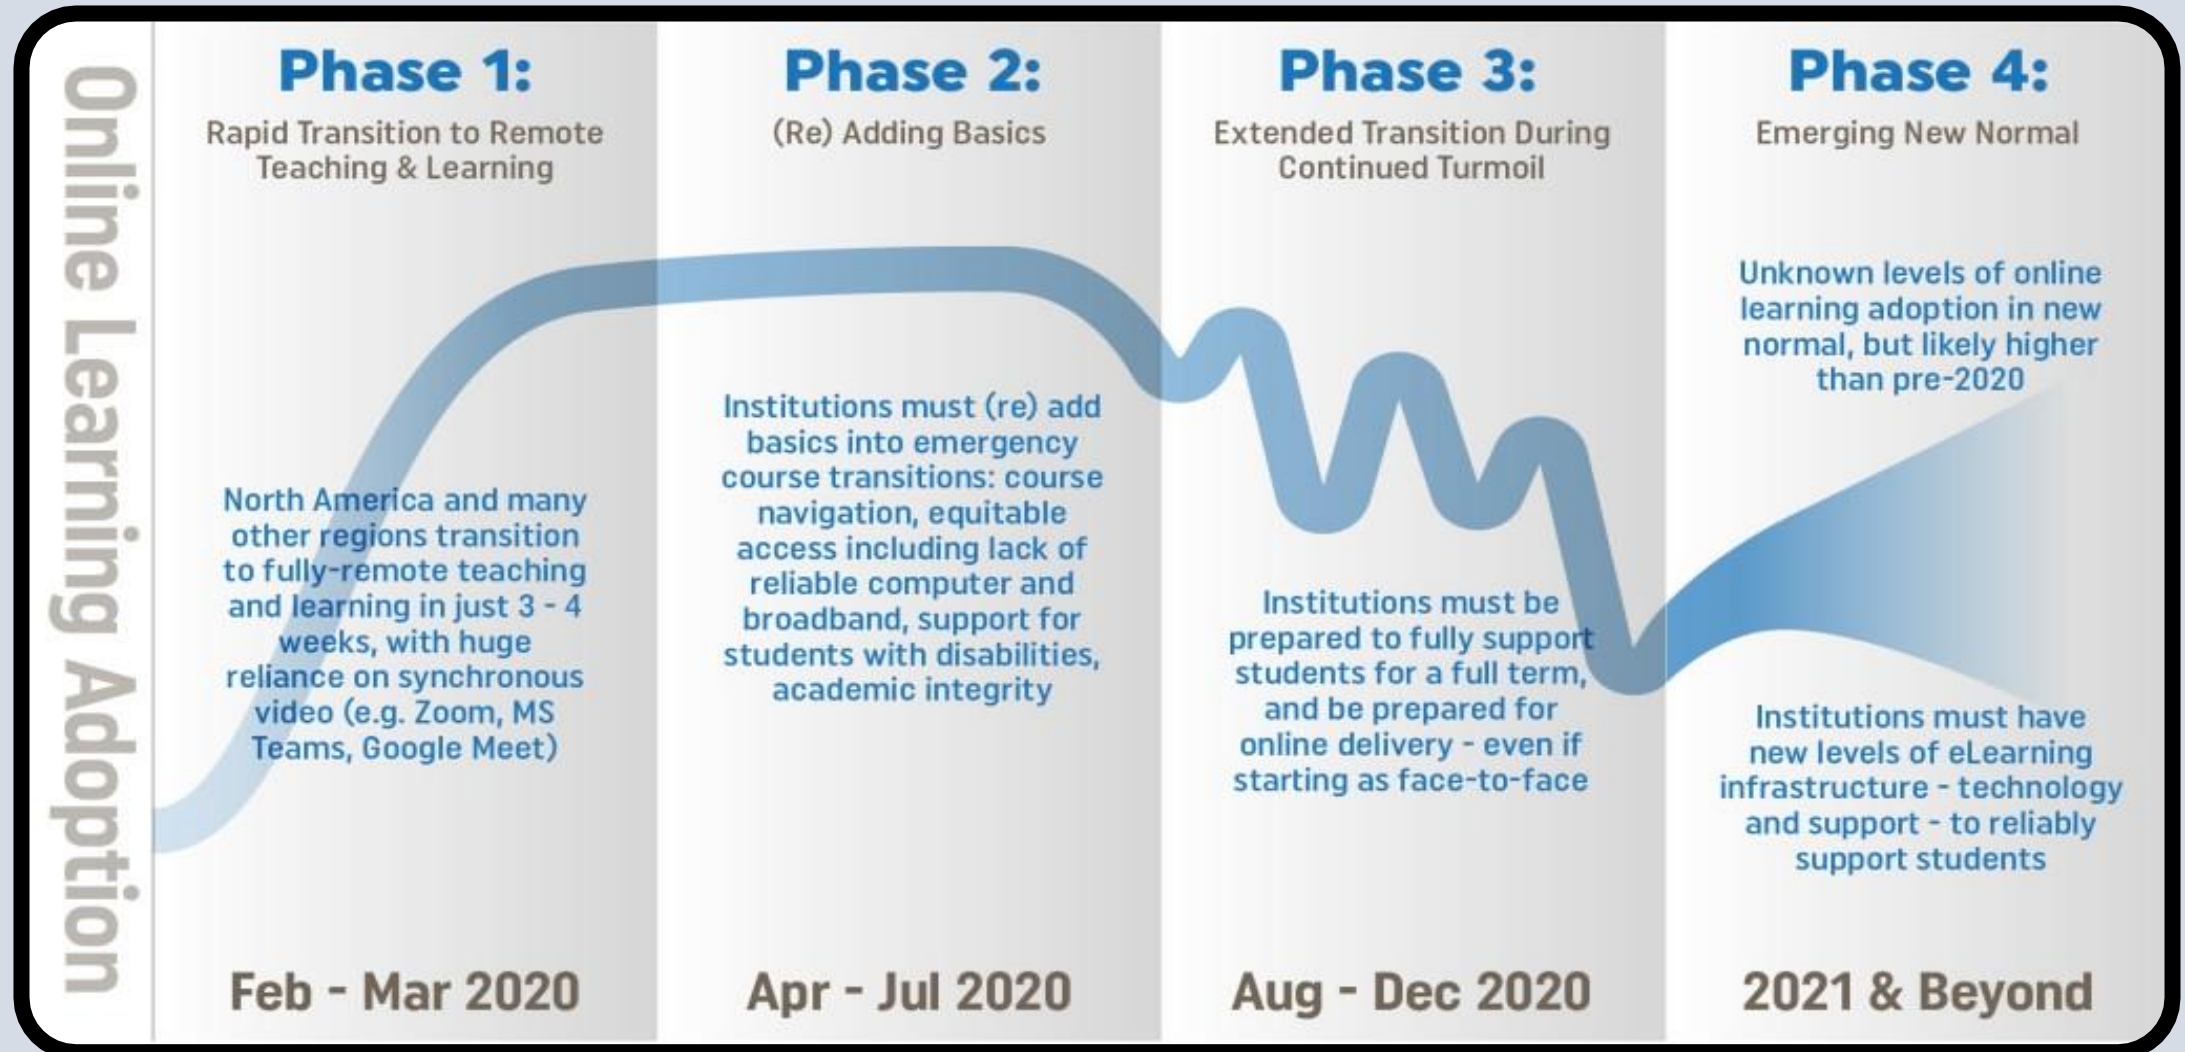 Online Learning Adoption
Phase 1:
Rapid Transition to Remote
Teaching & Learning
North America and many
other regions transition
to fully-remote teaching
and learning in just 3 - 4
weeks, with huge
reliance on synchronous
video (e.g. Zoom, MS
Teams, Google Meet)
Feb - Mar 2020
Phase 2:
(Re) Adding Basics
Institutions must (re) add
basics into emergency
course transitions: course
navigation, equitable
access including lack of
reliable computer and
broadband, support for
students with disabilities,
academic integrity
Apr - Jul 2020
Phase 3:
Extended Transition During
Continued Turmoil
Institutions must be
prepared to fully support
students for a full term,
and be prepared for
online delivery - even if
starting as face-to-face
Aug - Dec 2020
Phase 4:
Emerging New Normal
Unknown levels of online
learning adoption in new
normal, but likely higher
than pre-2020
Institutions must have
new levels of eLearning
infrastructure - technology
and support - to reliably
support students
2021 & Beyond